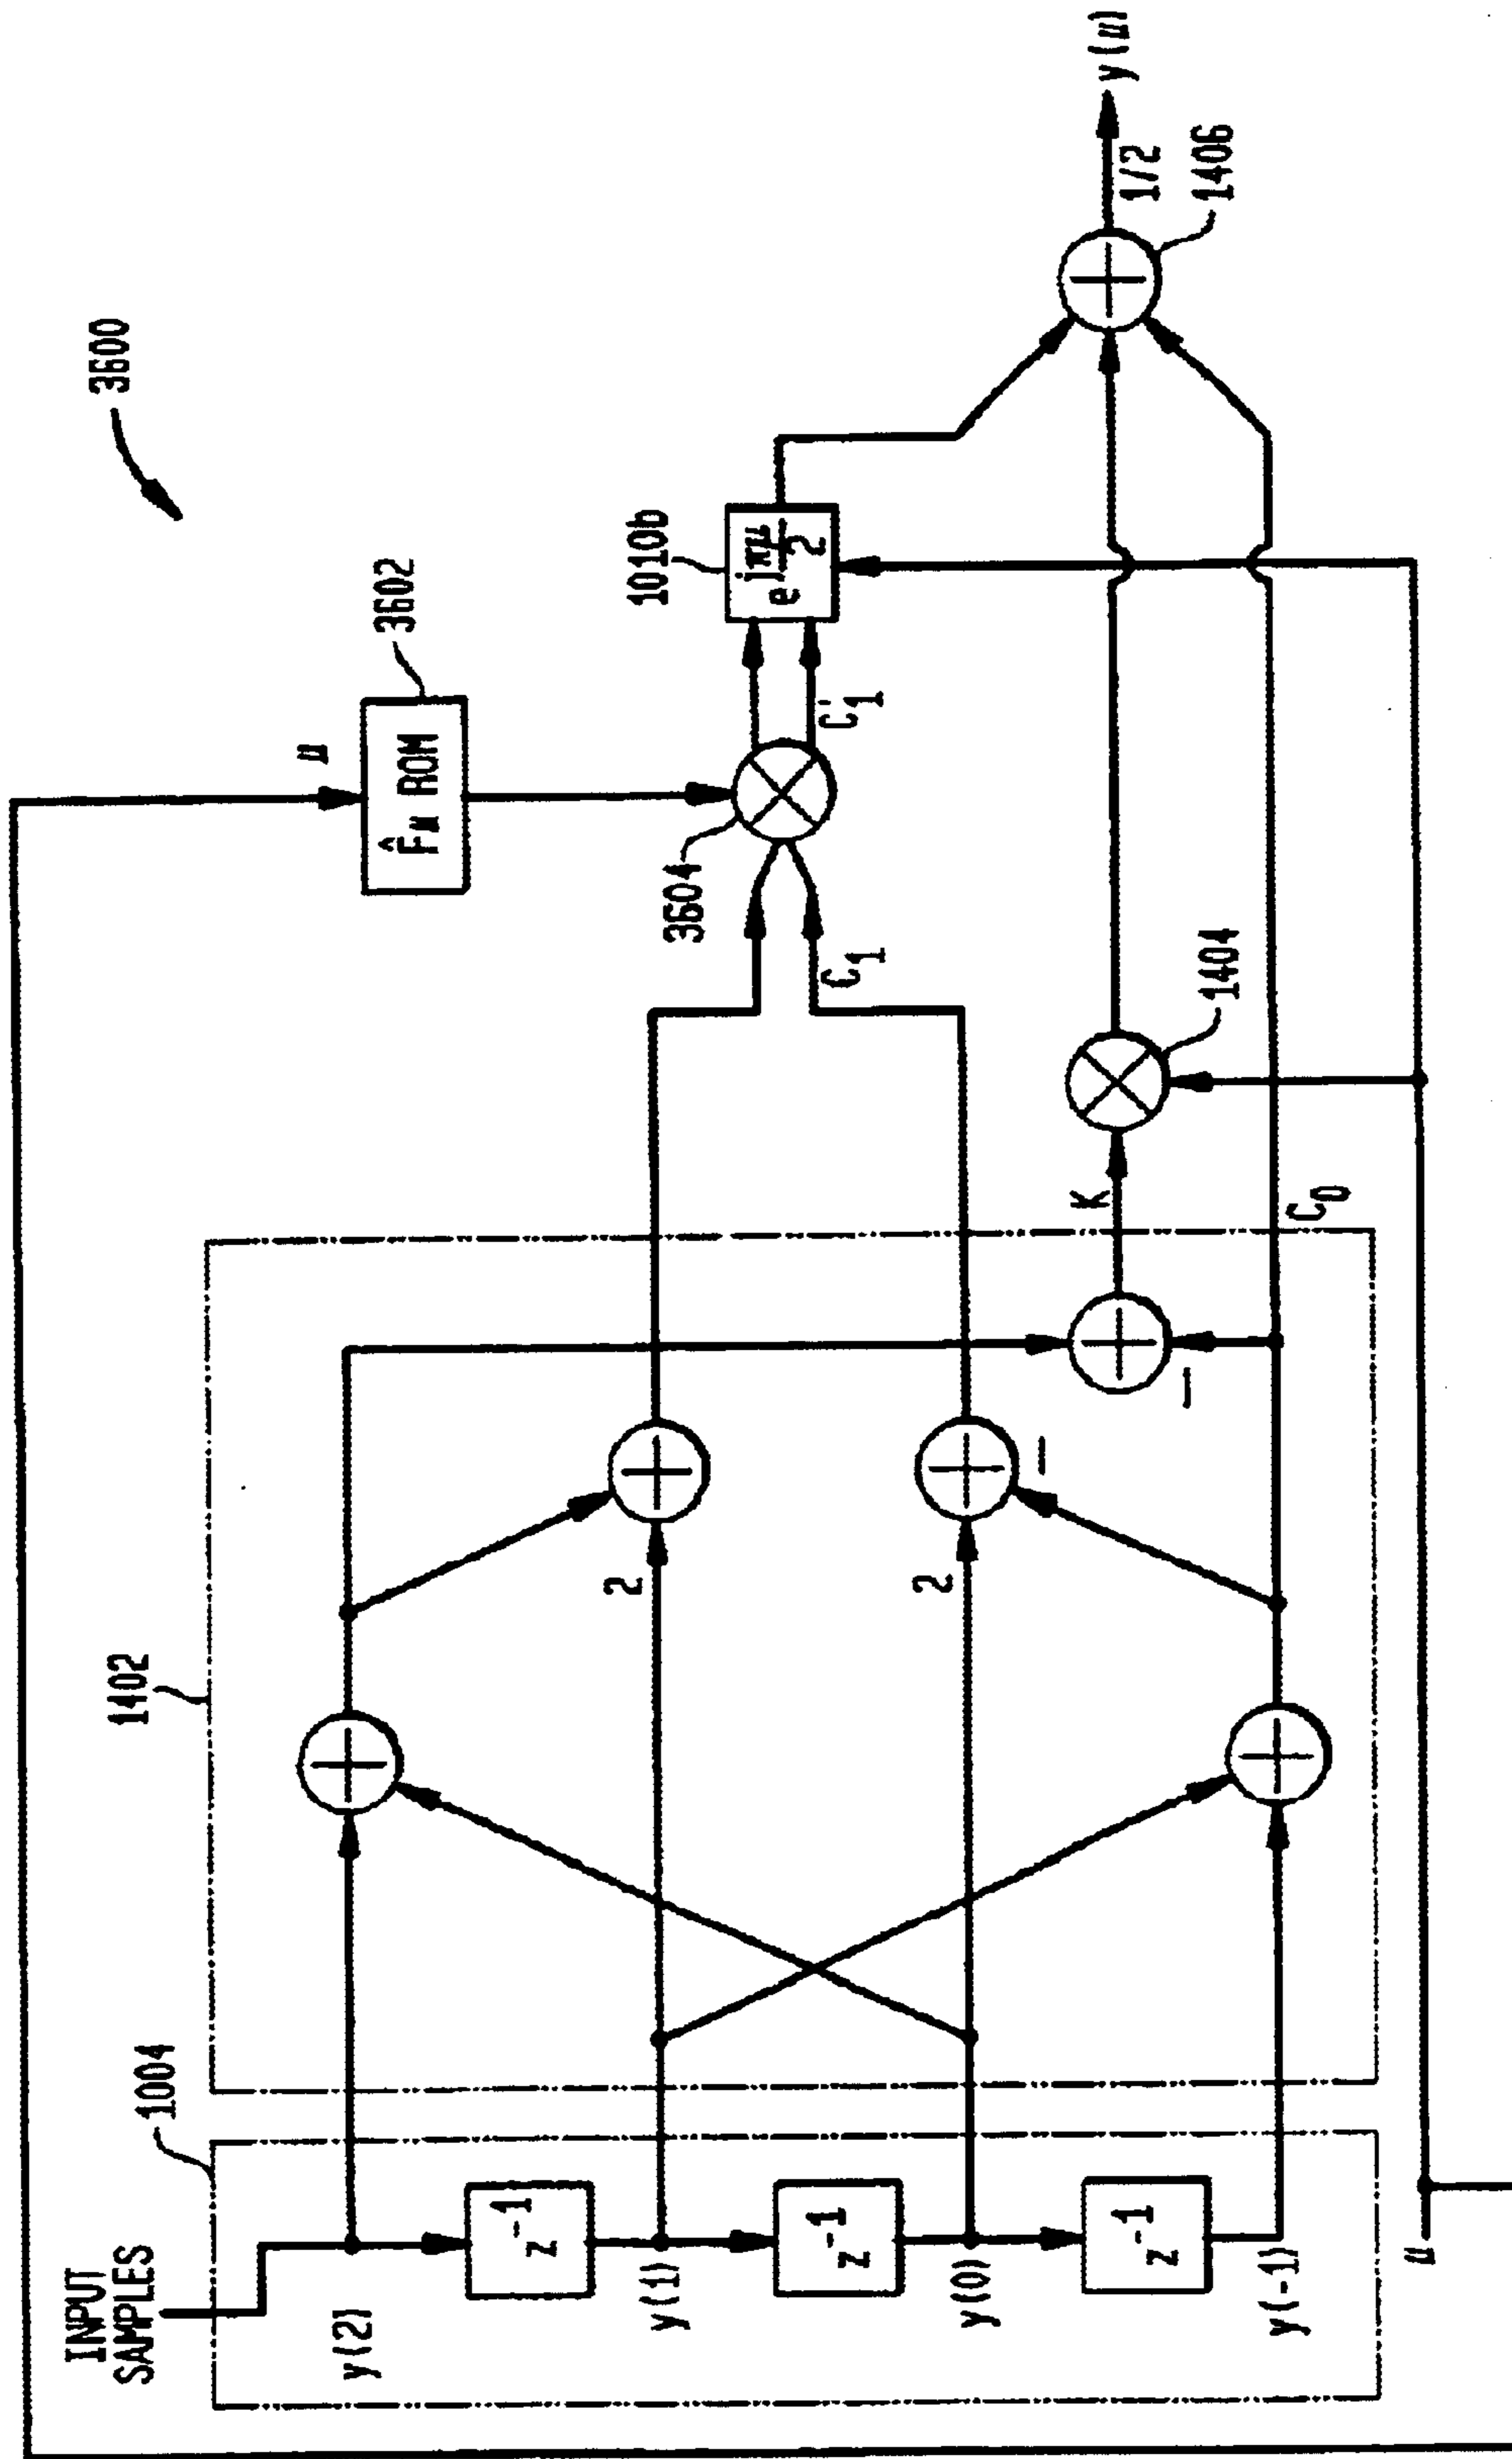 3600
μ
3602
F̂μ ROM
3604
C1
C'1
1010b
e^jπμ/2
1402
2
2
−
−
K
C0
1404
1/2
1406
y(μ)
1004
INPUT
SAMPLES
y(2)
z^-1
y(1)
z^-1
y(0)
z^-1
y(-1)
μ